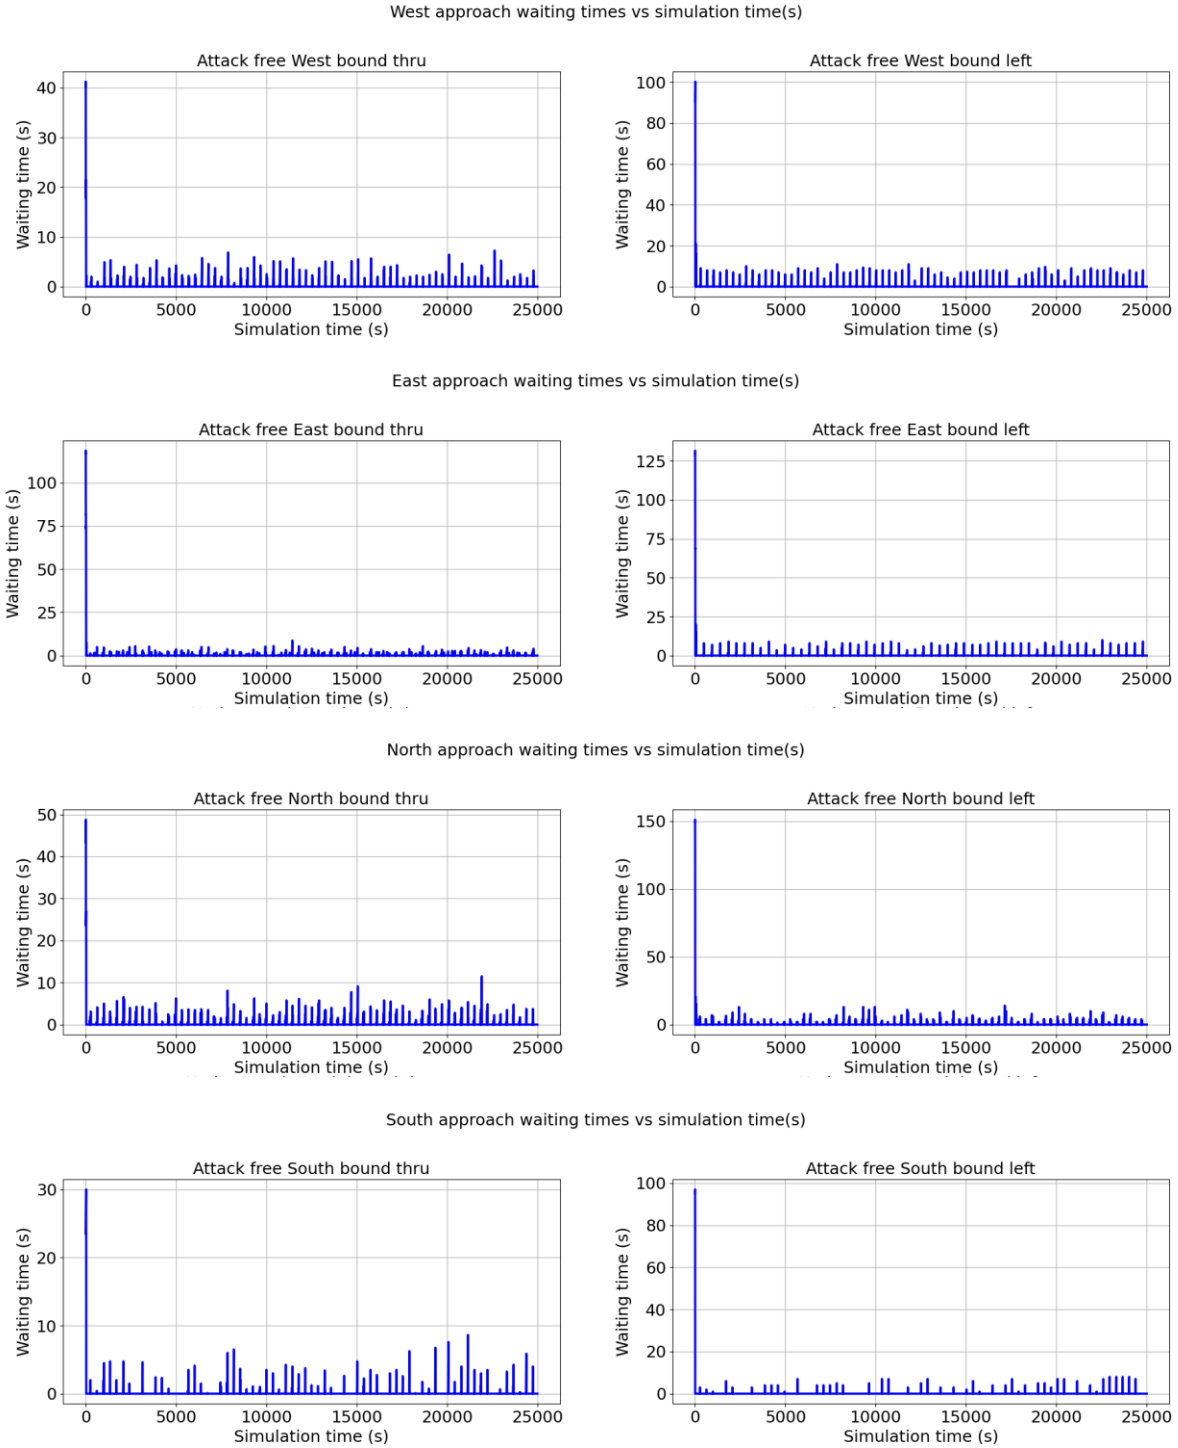 West approach waiting times vs simulation time(s)
Attack free West bound thru
Attack free West bound left
Waiting time (s)
40
30
20
10
0
0 5000 10000 15000 20000 25000
Simulation time (s)
Waiting time (s)
100
80
60
40
20
0
0 5000 10000 15000 20000 25000
Simulation time (s)
East approach waiting times vs simulation time(s)
Attack free East bound thru
Attack free East bound left
Waiting time (s)
100
75
50
25
0
0 5000 10000 15000 20000 25000
Simulation time (s)
Waiting time (s)
125
100
75
50
25
0
0 5000 10000 15000 20000 25000
Simulation time (s)
North approach waiting times vs simulation time(s)
Attack free North bound thru
Attack free North bound left
Waiting time (s)
50
40
30
20
10
0
0 5000 10000 15000 20000 25000
Simulation time (s)
Waiting time (s)
150
100
50
0
0 5000 10000 15000 20000 25000
Simulation time (s)
South approach waiting times vs simulation time(s)
Attack free South bound thru
Attack free South bound left
Waiting time (s)
30
20
10
0
0 5000 10000 15000 20000 25000
Simulation time (s)
Waiting time (s)
100
80
60
40
20
0
0 5000 10000 15000 20000 25000
Simulation time (s)